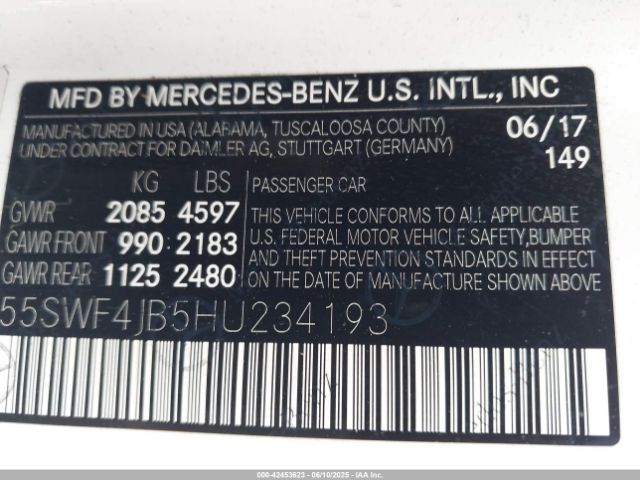 MFD BY MERCEDES-BENZ U.S. INTL., INC
MANUFACTURED IN USA (ALABAMA, TUSCALOOSA COUNTY)
UNDER CONTRACT FOR DAIMLER AG, STUTTGART (GERMANY)
06/17
149
KG LBS
GVWR 2085 4597
GAWR FRONT 990 2183
GAWR REAR 1125 2480
PASSENGER CAR
THIS VEHICLE CONFORMS TO ALL APPLICABLE
U.S. FEDERAL MOTOR VEHICLE SAFETY,BUMPER
AND THEFT PREVENTION STANDARDS IN EFFECT
ON THE DATE OF MANUFACTURE SHOWN ABOVE.
55SWF4JB5HU234193
000-42453623 - 06/10/2025 - COPYRIGHT IAA, LLC